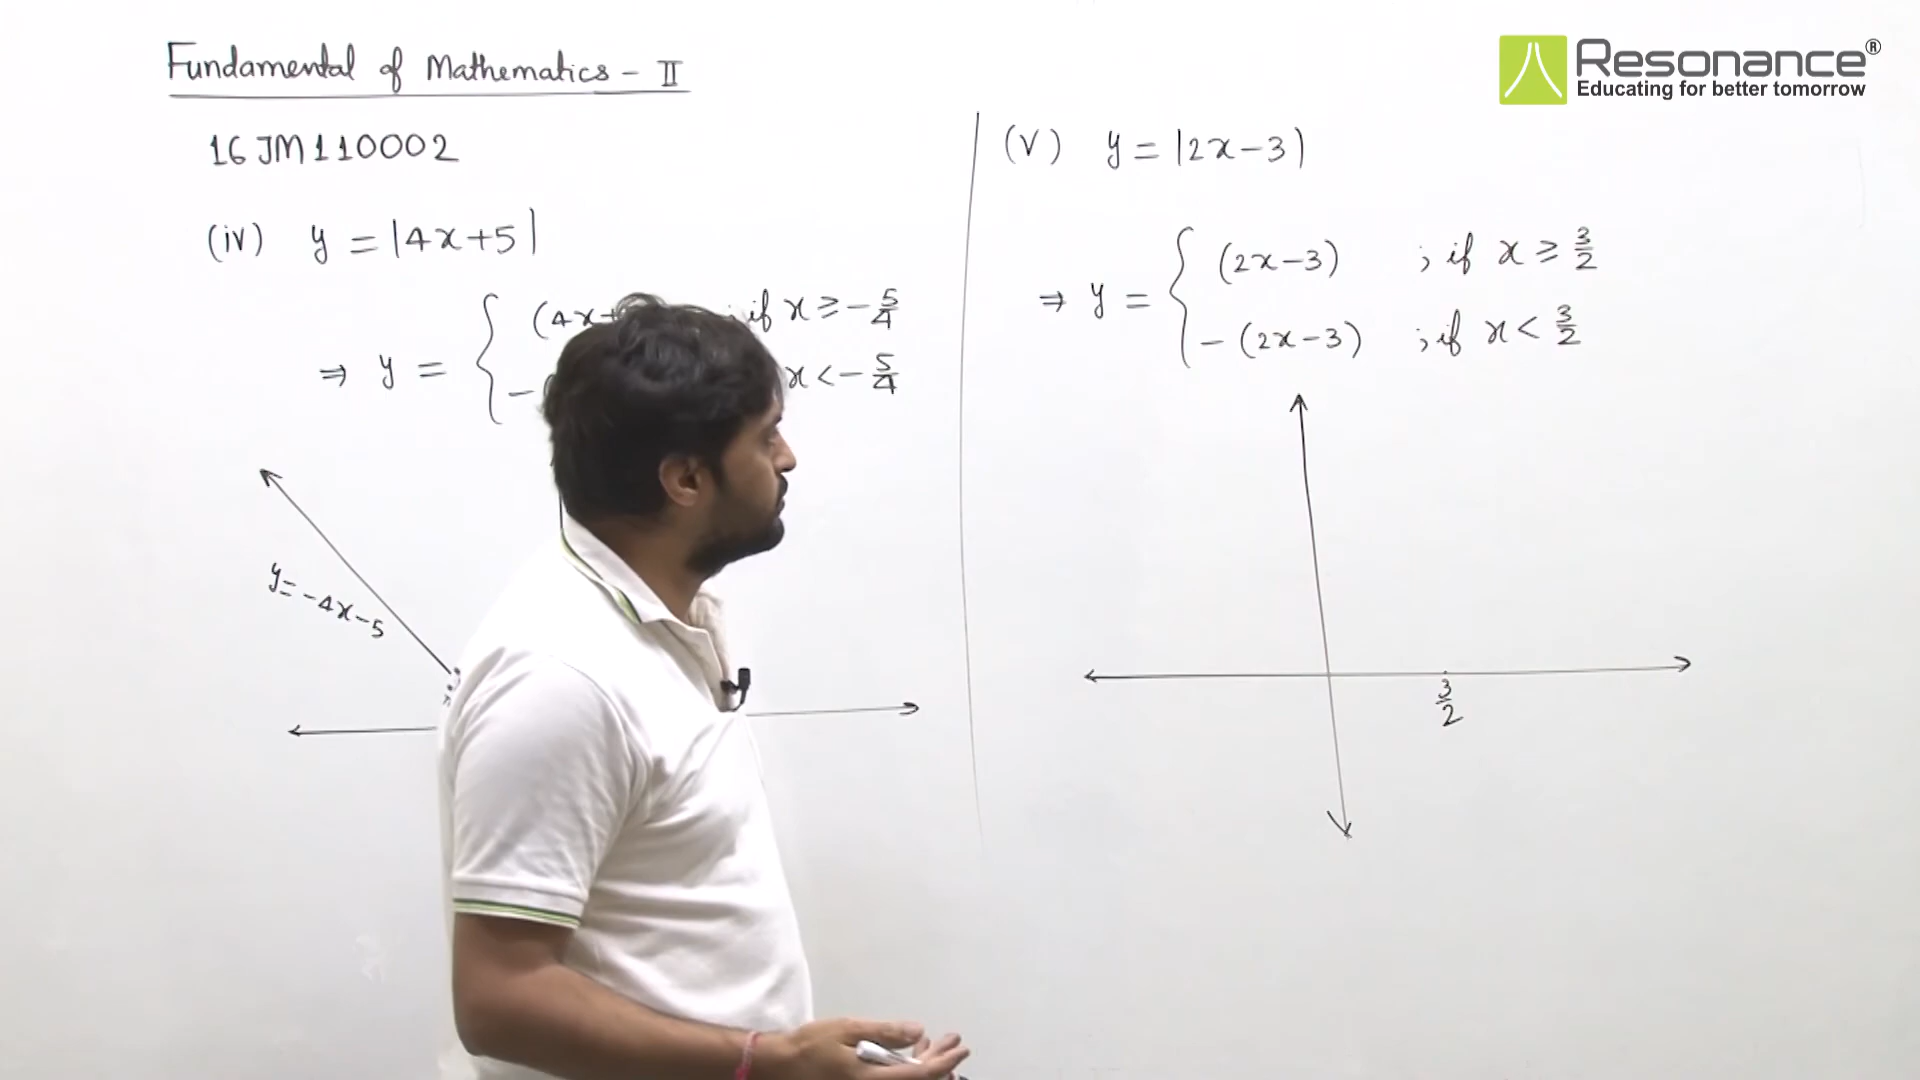 Fundamental of Mathematics - II
16JM110002
(iv) y = |4x+5|
(4x+ ; if x ≥ -5/4
⇒ y = {
- x < -5/4
y = -4x-5
Resonance®
Educating for better tomorrow
(v) y = |2x-3|
(2x-3) ; if x ≥ 3/2
⇒ y = {
-(2x-3) ; if x < 3/2
3/2